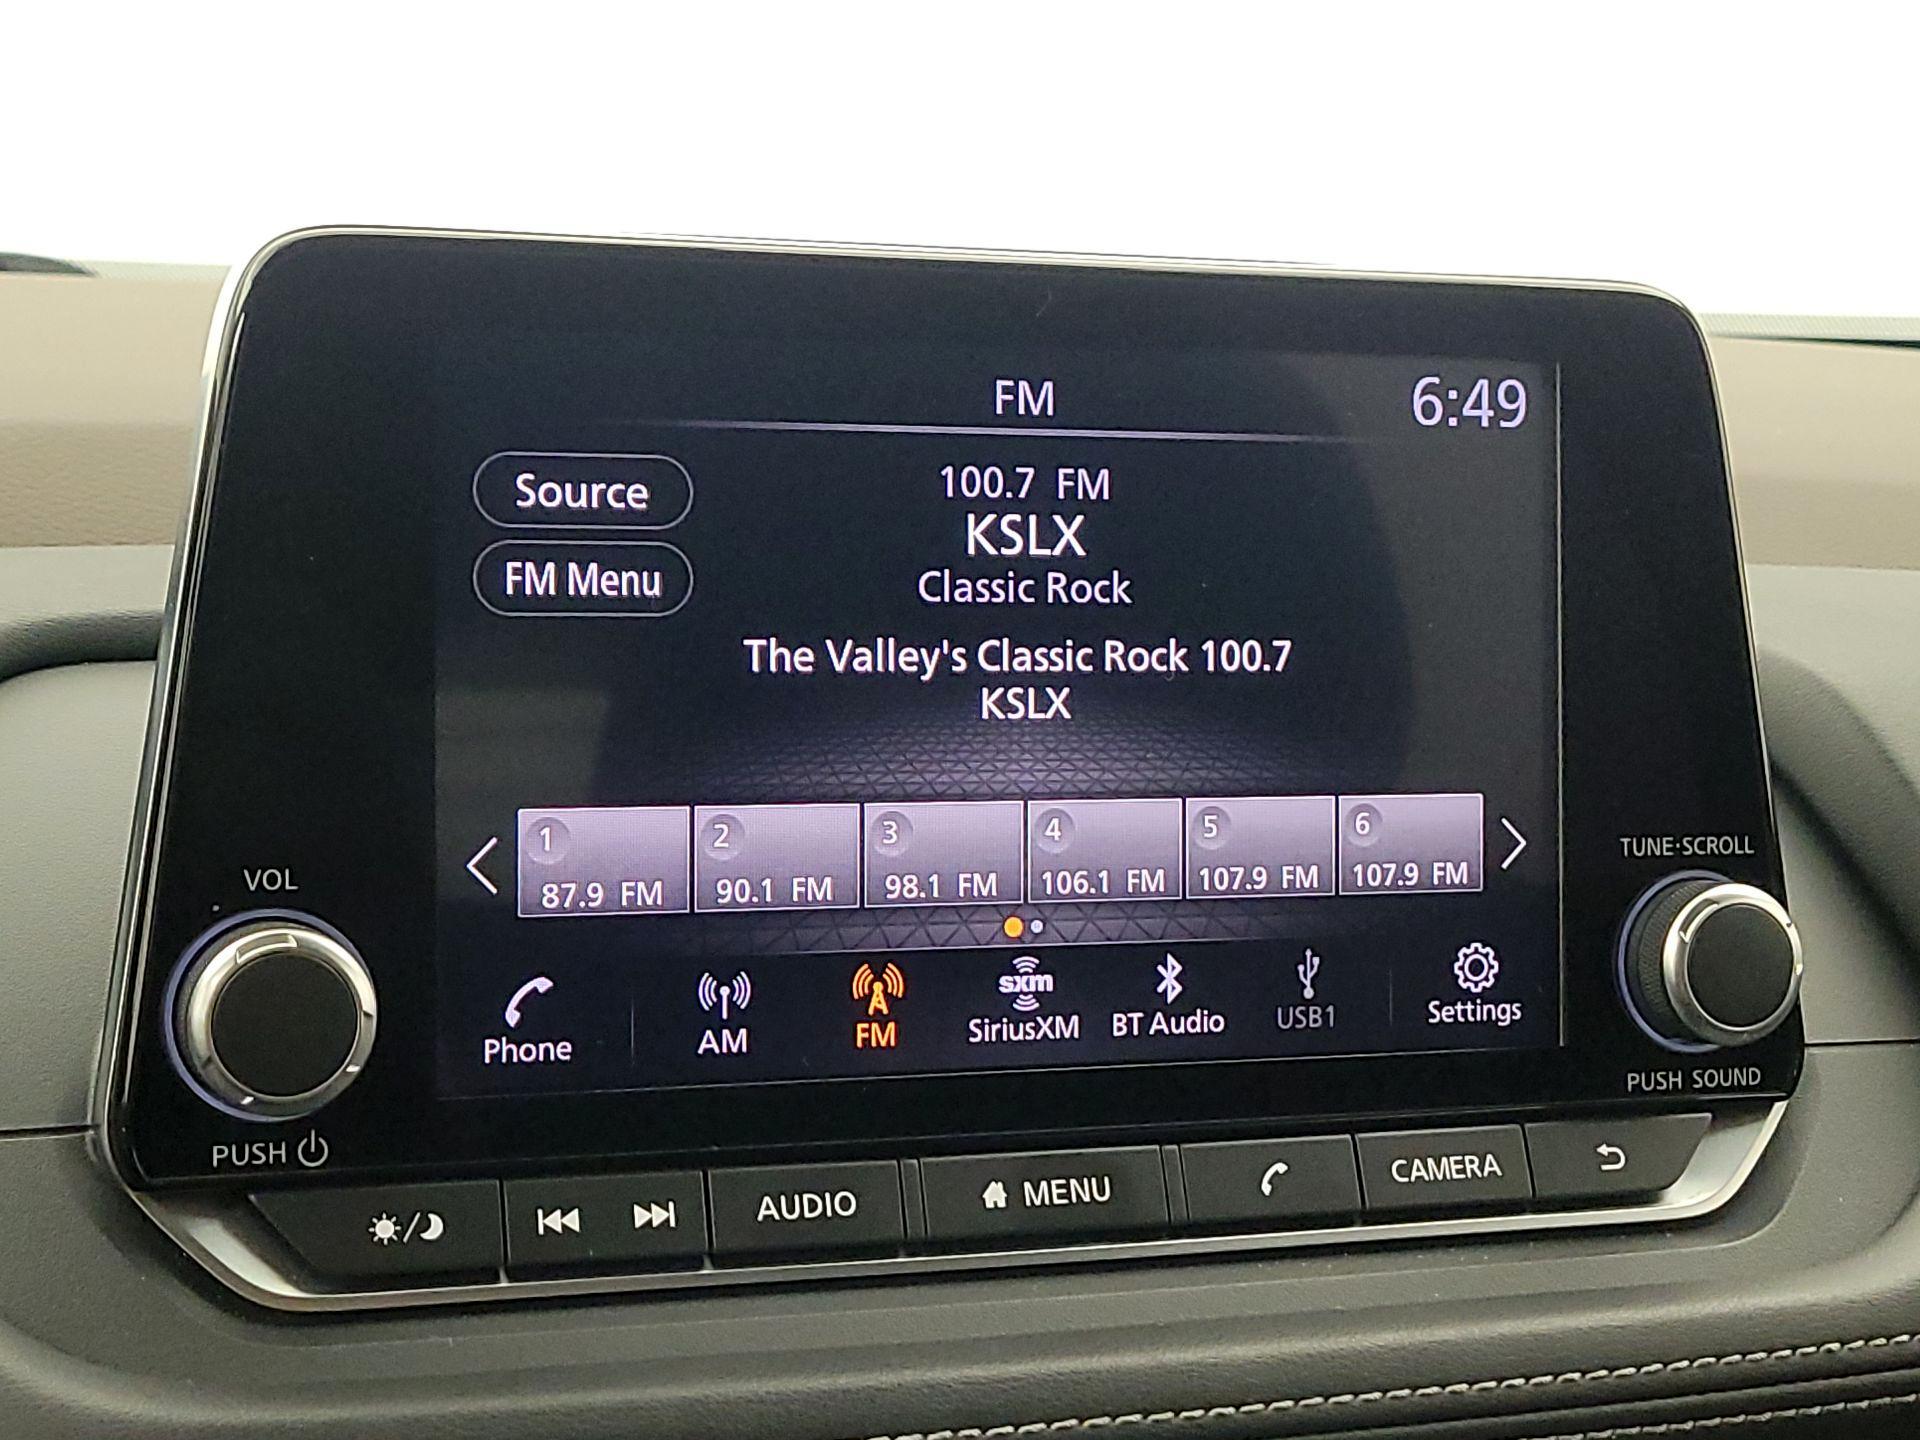 FM
6:49
Source
100.7 FM
KSLX
FM Menu
Classic Rock
The Valley's Classic Rock 100.7
KSLX
1
2
3
4
5
6
87.9 FM
90.1 FM
98.1 FM
106.1 FM
107.9 FM
107.9 FM
VOL
TUNE·SCROLL
Phone
AM
FM
sxm
SiriusXM
BT Audio
USB1
Settings
PUSH
PUSH SOUND
AUDIO
MENU
CAMERA